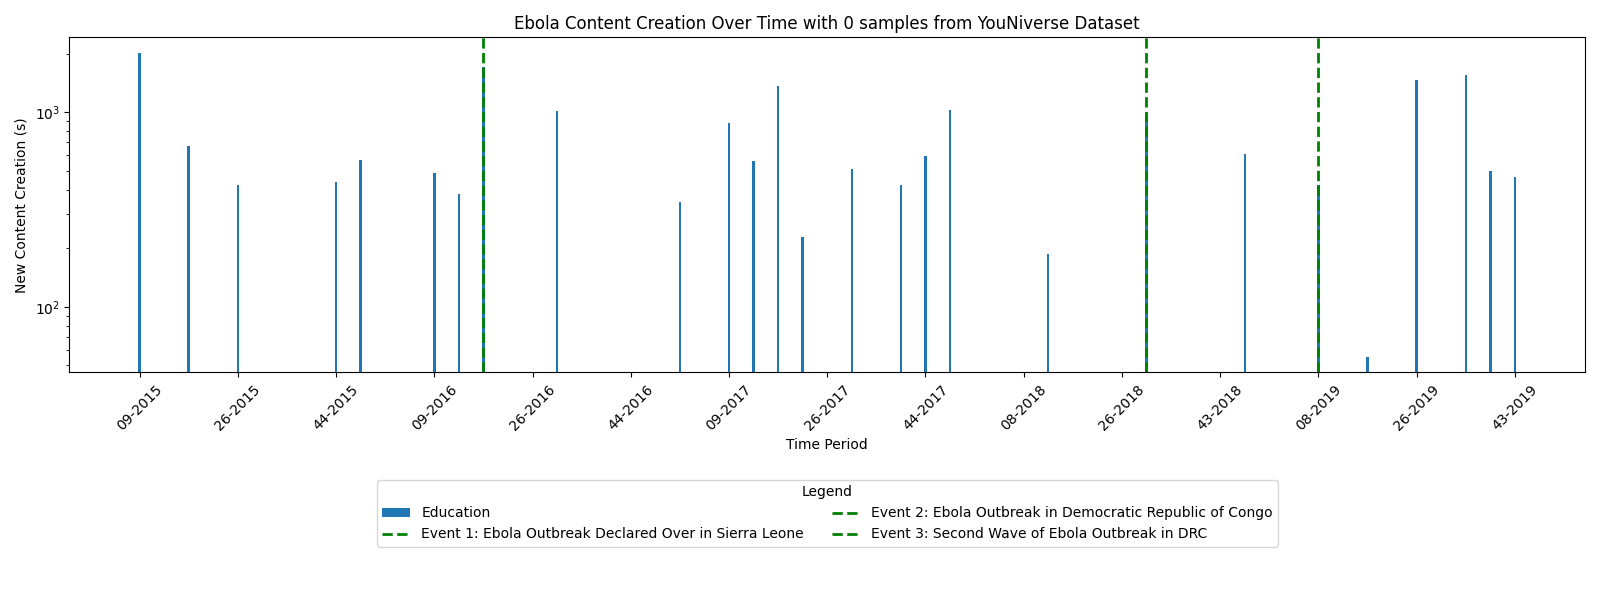 Ebola Content Creation Over Time with 0 samples from YouNiverse Dataset
New Content Creation (s)
10³
10²
09-2015
26-2015
44-2015
09-2016
26-2016
44-2016
09-2017
26-2017
44-2017
08-2018
26-2018
43-2018
08-2019
26-2019
43-2019
Time Period
Legend
Education
Event 1: Ebola Outbreak Declared Over in Sierra Leone
Event 2: Ebola Outbreak in Democratic Republic of Congo
Event 3: Second Wave of Ebola Outbreak in DRC